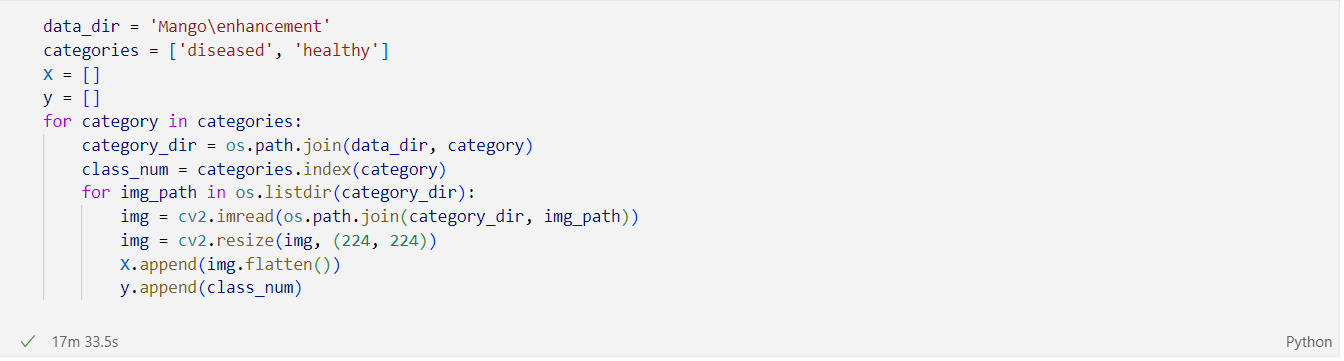 data_dir = 'Mango\enhancement'
categories = ['diseased', 'healthy']
X = []
y = []
for category in categories:
    category_dir = os.path.join(data_dir, category)
    class_num = categories.index(category)
    for img_path in os.listdir(category_dir):
        img = cv2.imread(os.path.join(category_dir, img_path))
        img = cv2.resize(img, (224, 224))
        X.append(img.flatten())
        y.append(class_num)
17m 33.5s Python